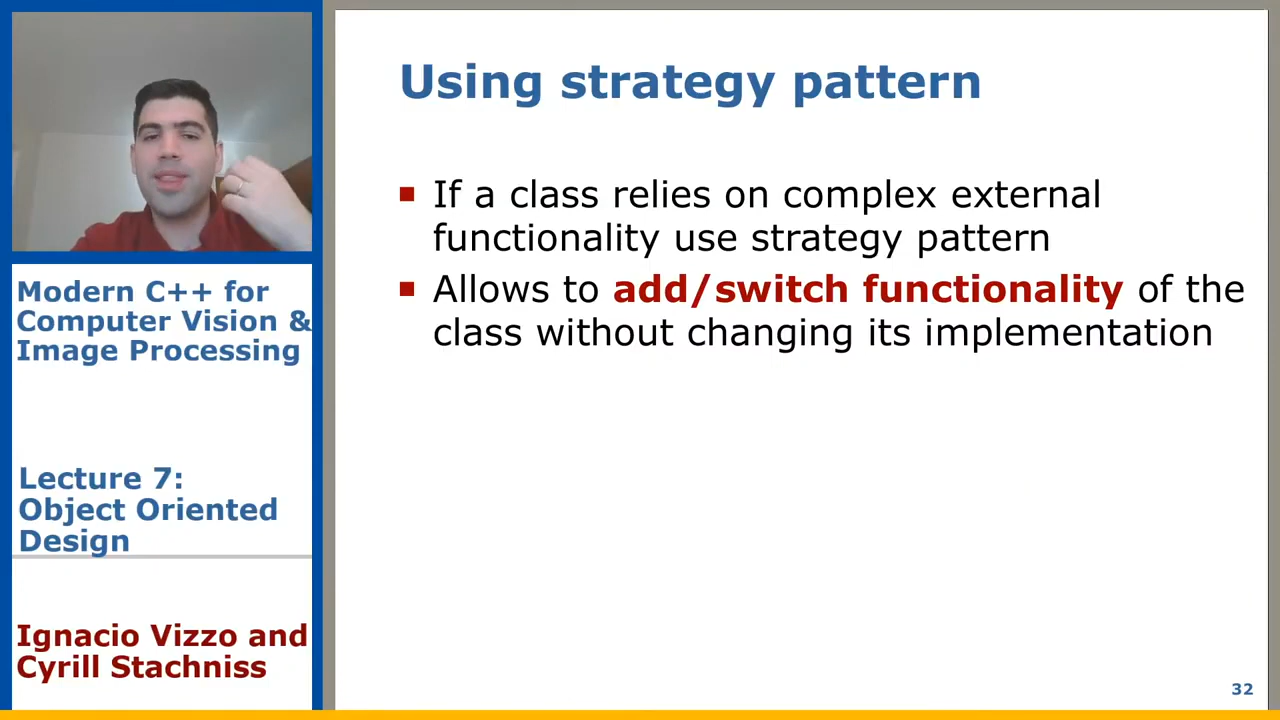 Using strategy pattern
If a class relies on complex external
functionality use strategy pattern
Allows to add/switch functionality of the
class without changing its implementation
Modern C++ for
Computer Vision &
Image Processing
Lecture 7:
Object Oriented
Design
Ignacio Vizzo and
Cyrill Stachniss
32